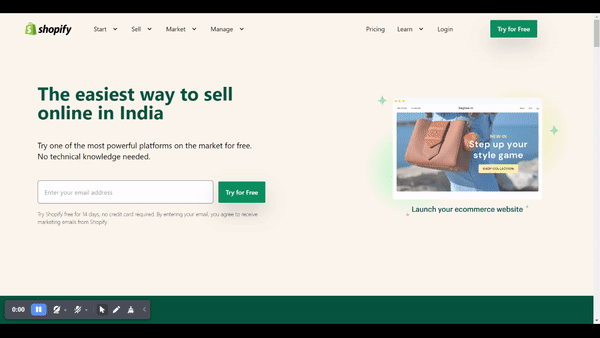 shopify
Start Sell Market Manage Pricing Learn Login Try for Free
The easiest way to sell
online in India
Try one of the most powerful platforms on the market for free.
No technical knowledge needed.
Enter your email address Try for Free
Try Shopify free for 14 days, no credit card required. By entering your email, you agree to receive
marketing emails from Shopify.
NEW IN
Step up your
style game
SHOP COLLECTION
Launch your ecommerce website
0:00